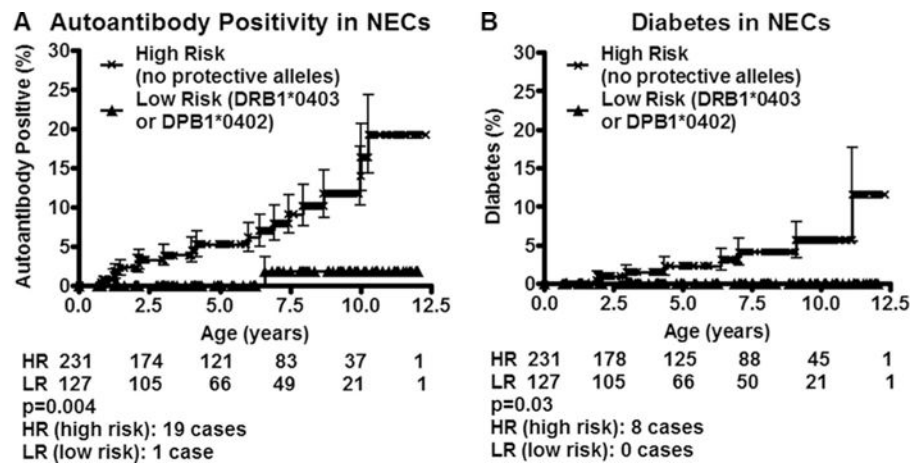 A Autoantibody Positivity in NECs
30
25
20
15
10
5
0
Autoantibody Positive (%)
High Risk
(no protective alleles)
Low Risk (DRB1*0403
or DPB1*0402)
0.0 2.5 5.0 7.5 10.0 12.5
Age (years)
HR 231 174 121 83 37 1
LR 127 105 66 49 21 1
p=0.004
HR (high risk): 19 cases
LR (low risk): 1 case
B Diabetes in NECs
30
25
20
15
10
5
0
Diabetes (%)
High Risk
(no protective alleles)
Low Risk (DRB1*0403
or DPB1*0402)
0.0 2.5 5.0 7.5 10.0 12.5
Age (years)
HR 231 178 125 88 45 1
LR 127 105 66 50 21 1
p=0.03
HR (high risk): 8 cases
LR (low risk): 0 cases